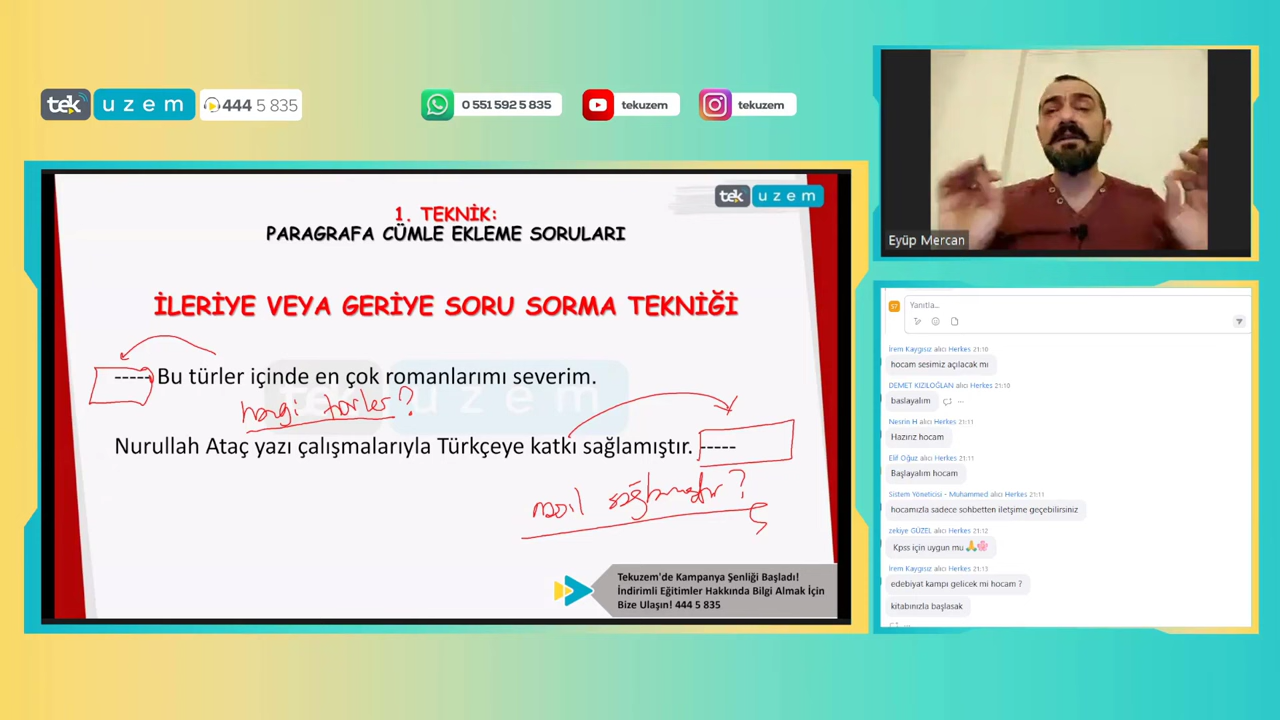 tek uzem 444 5 835
0 551 592 5 835
tekuzem
tekuzem
tek uzem
1. TEKNİK:
PARAGRAFA CÜMLE EKLEME SORULARI
İLERİYE VEYA GERİYE SORU SORMA TEKNİĞİ
----- Bu türler içinde en çok romanlarımı severim.
hangi türler?
Nurullah Ataç yazı çalışmalarıyla Türkçeye katkı sağlamıştır. -----
nasıl sağlamıştır?
Tekuzem'de Kampanya Şenliği Başladı!
İndirimli Eğitimler Hakkında Bilgi Almak İçin
Bize Ulaşın! 444 5 835
Eyüp Mercan
Yanıtla...
İrem Kaygısız alıcı Herkes 21:10
hocam sesimiz açılacak mı
DEMET KIZILOĞLAN alıcı Herkes 21:10
baslayalım
Nesrin H alıcı Herkes 21:11
Hazırız hocam
Elif Oğuz alıcı Herkes 21:11
Başlayalım hocam
Sistem Yöneticisi - Muhammed alıcı Herkes 21:11
hocamızla sadece sohbetten iletşime geçebilirsiniz
zekiye GÜZEL alıcı Herkes 21:12
Kpss için uygun mu 🙏🌸
İrem Kaygısız alıcı Herkes 21:13
edebiyat kampı gelicek mi hocam ?
kitabınızla başlasak